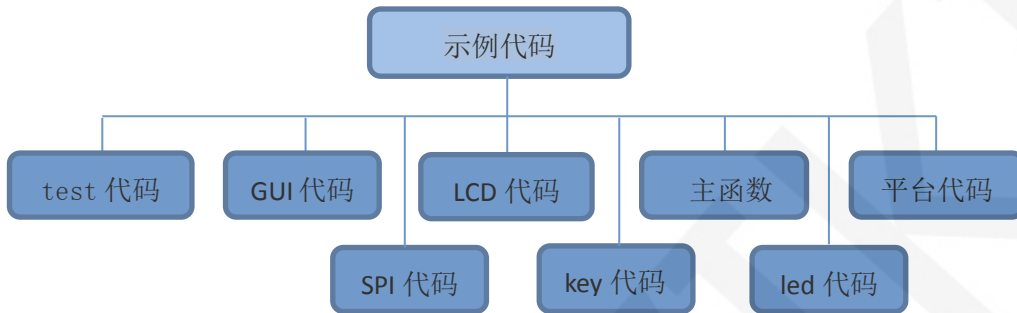 示例代码
test 代码
GUI 代码
LCD 代码
主函数
平台代码
SPI 代码
key 代码
led 代码